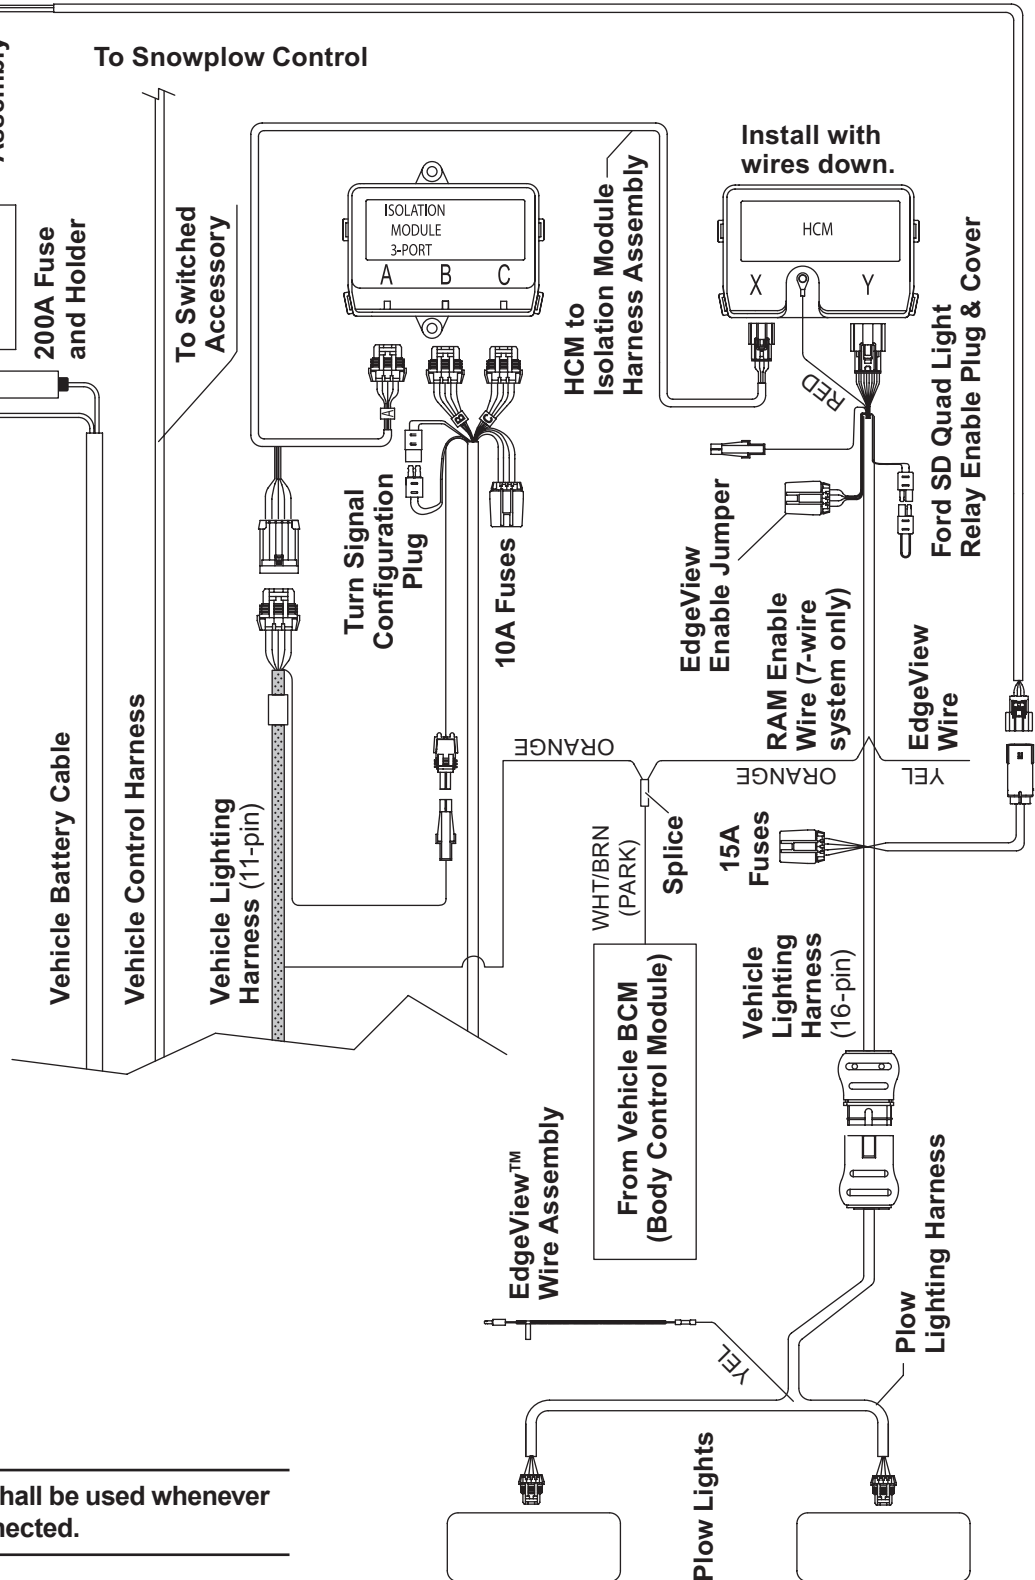 Assembly
To Snowplow Control
200A Fuse
and Holder
To Switched
Accessory
ISOLATION
MODULE
3-PORT
A B C
HCM to
Isolation Module
Harness Assembly
Install with
wires down.
HCM
X Y
RED
Ford SD Quad Light
Relay Enable Plug & Cover
A
B
C
Turn Signal
Configuration
Plug
10A Fuses
EdgeView
Enable Jumper
RAM Enable
Wire (7-wire
system only)
EdgeView
Wire
Vehicle Battery Cable
Vehicle Control Harness
Vehicle Lighting
Harness (11-pin)
ORANGE
ORANGE
YEL
WHT/BRN
(PARK)
Splice
15A
Fuses
From Vehicle BCM
(Body Control Module)
Vehicle
Lighting
Harness
(16-pin)
EdgeView™
Wire Assembly
YEL
Plow
Lighting Harness
Plow Lights
hall be used whenever
nected.